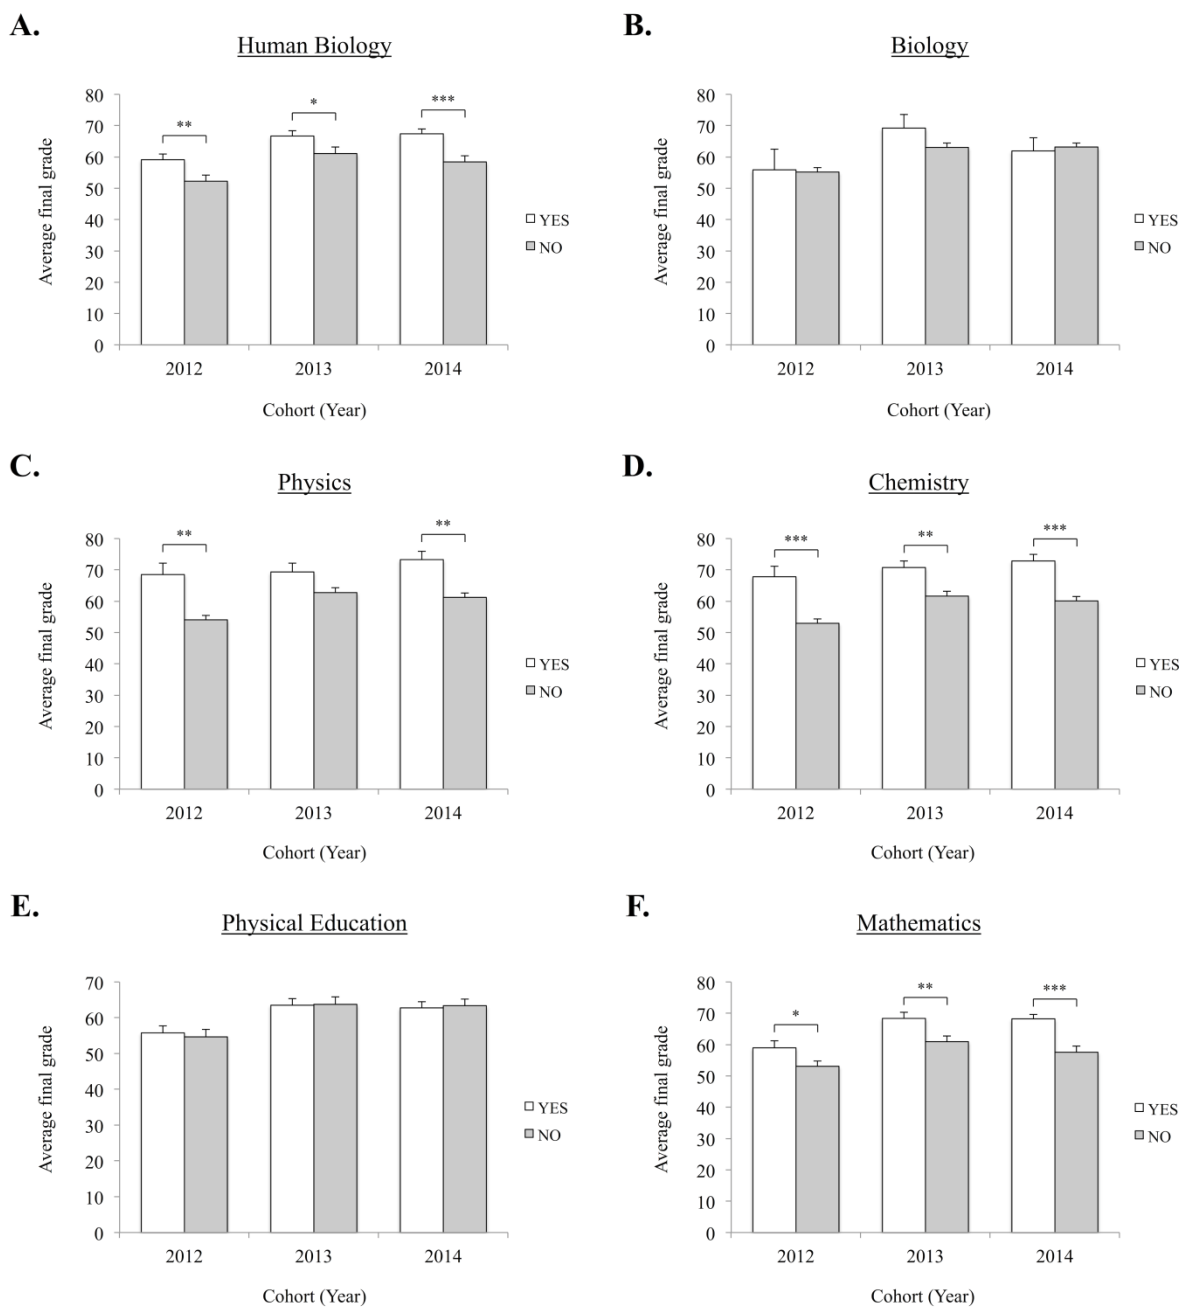 A.
Human Biology
Average final grade
80
70
60
50
40
30
20
10
0
**
*
***
2012
2013
2014
Cohort (Year)
YES
NO
B.
Biology
Average final grade
80
70
60
50
40
30
20
10
0
2012
2013
2014
Cohort (Year)
YES
NO
C.
Physics
Average final grade
80
70
60
50
40
30
20
10
0
**
**
2012
2013
2014
Cohort (Year)
YES
NO
D.
Chemistry
Average final grade
80
70
60
50
40
30
20
10
0
***
**
***
2012
2013
2014
Cohort (Year)
YES
NO
E.
Physical Education
Average final grade
70
60
50
40
30
20
10
0
2012
2013
2014
Cohort (Year)
YES
NO
F.
Mathematics
Average final grade
80
70
60
50
40
30
20
10
0
*
**
***
2012
2013
2014
Cohort (Year)
YES
NO